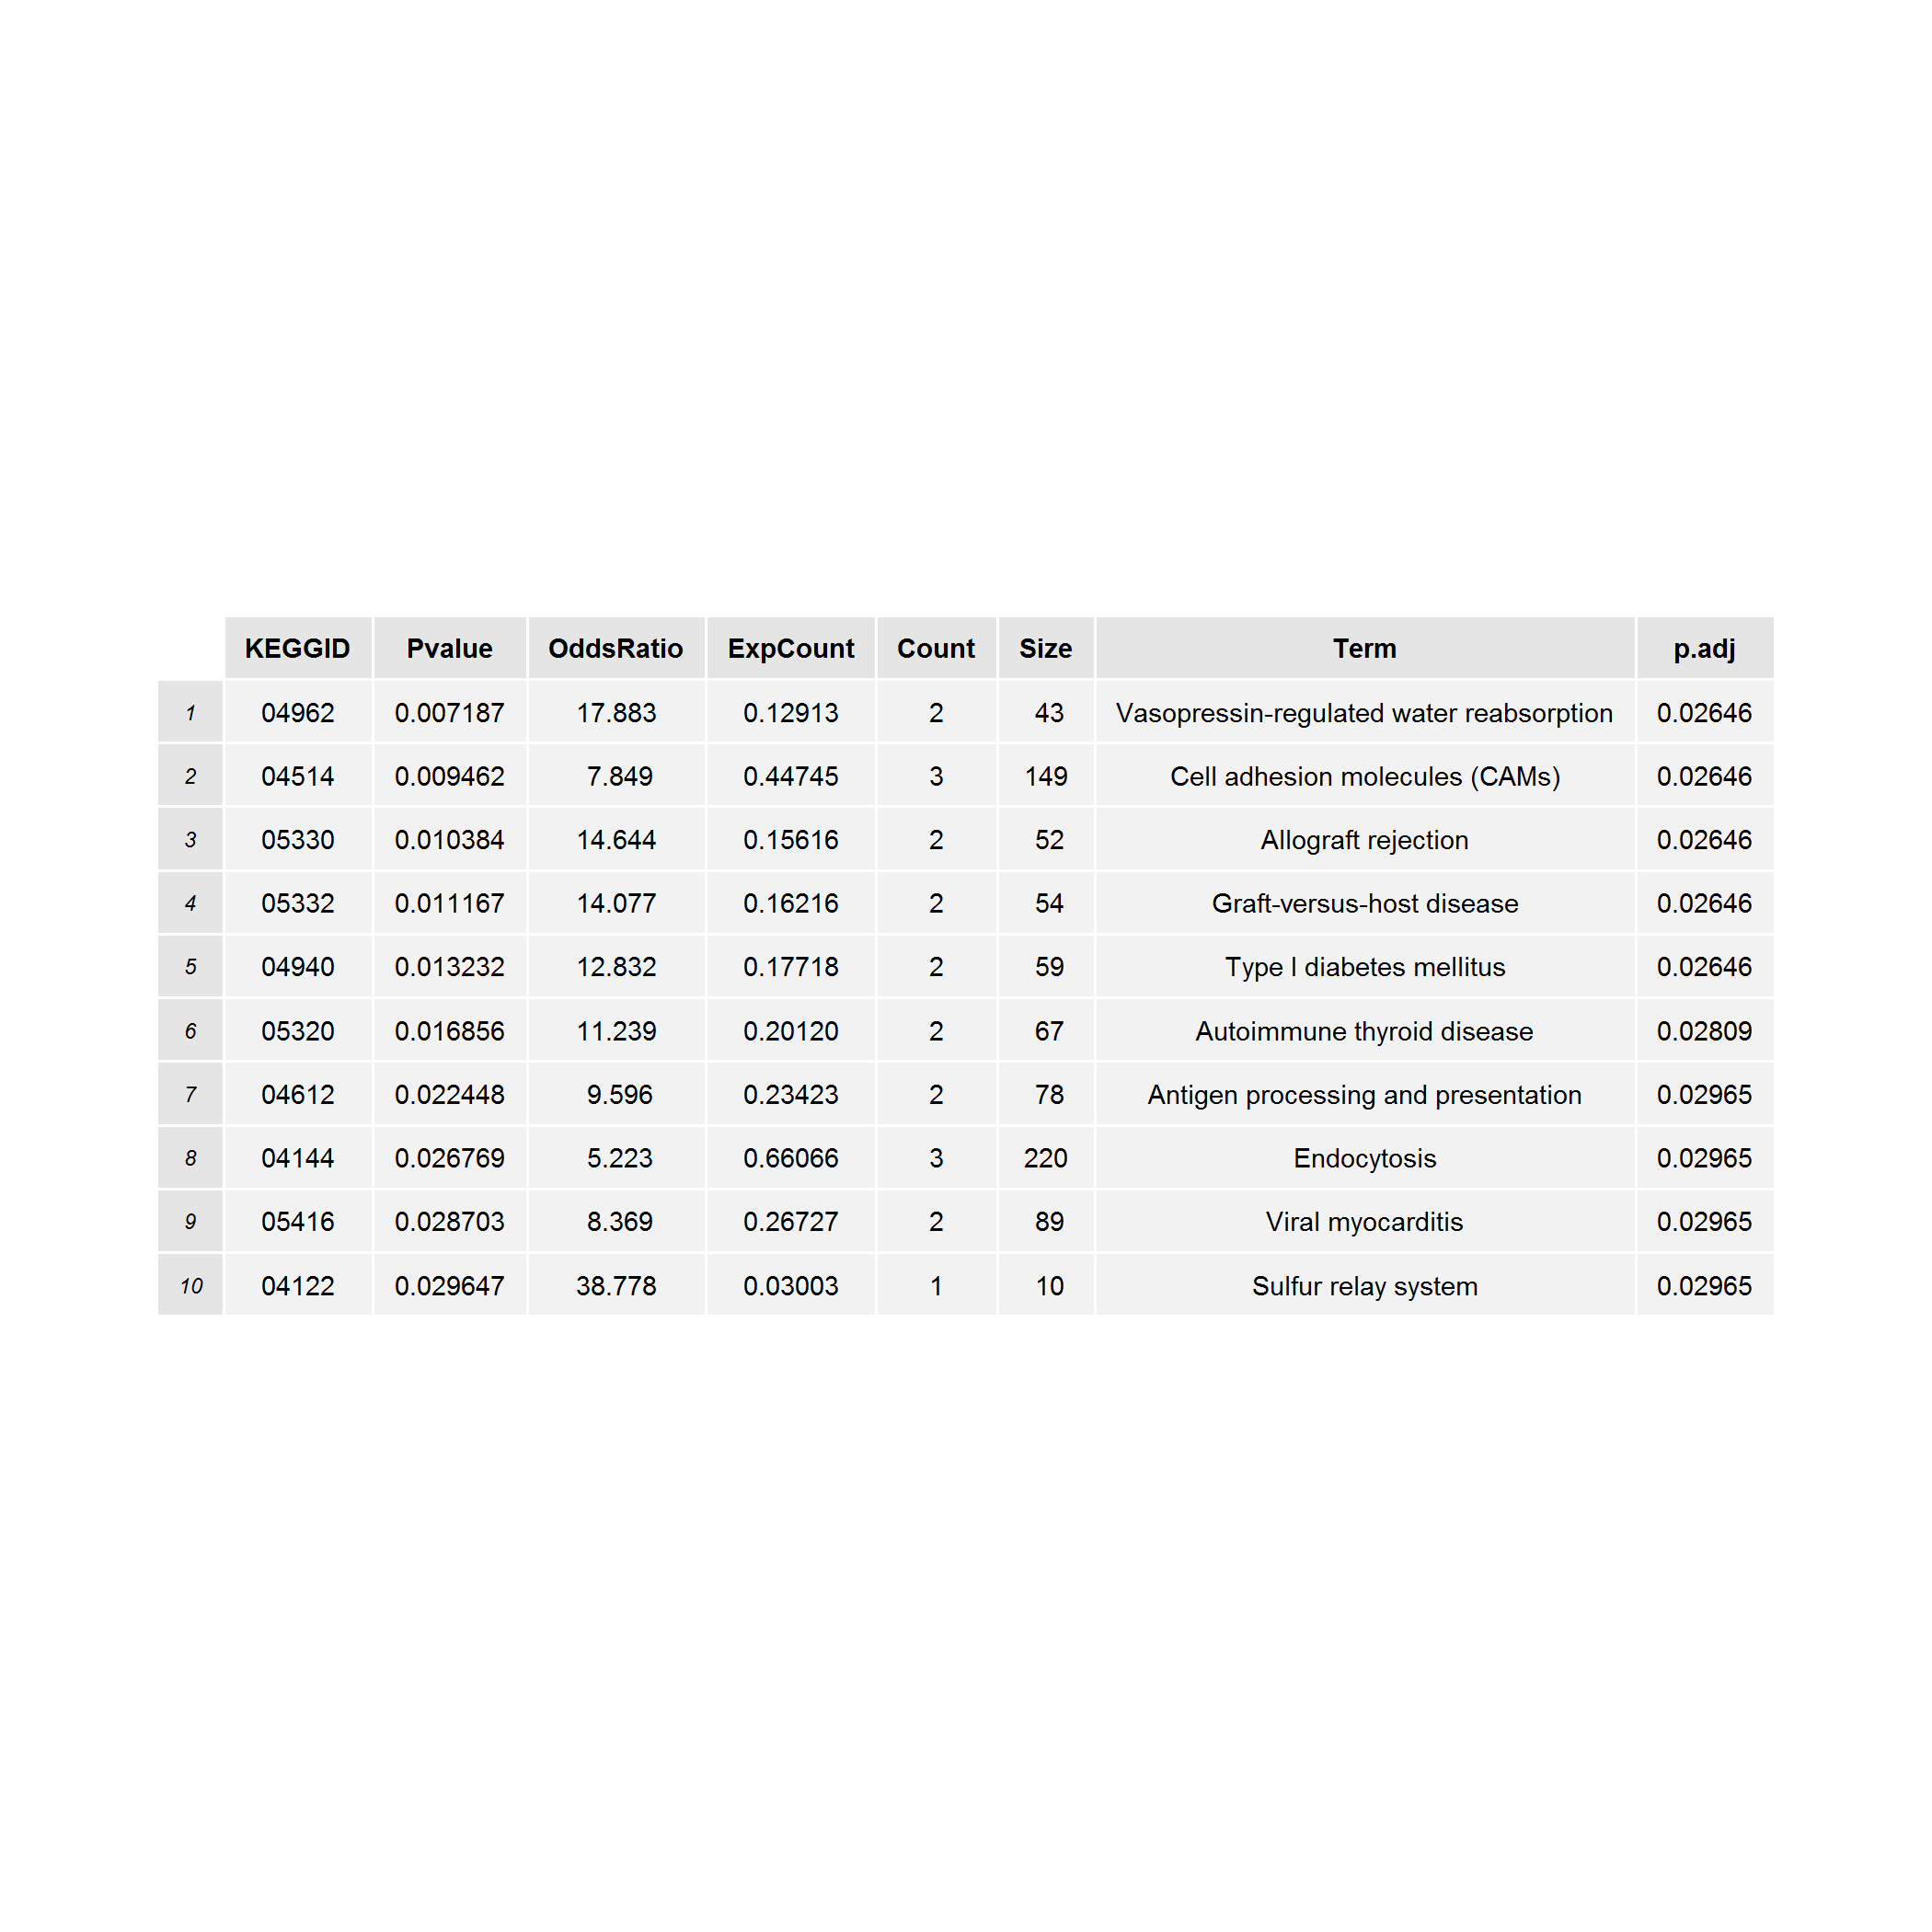 KEGGID Pvalue OddsRatio ExpCount Count Size Term p.adj
1 04962 0.007187 17.883 0.12913 2 43 Vasopressin-regulated water reabsorption 0.02646
2 04514 0.009462 7.849 0.44745 3 149 Cell adhesion molecules (CAMs) 0.02646
3 05330 0.010384 14.644 0.15616 2 52 Allograft rejection 0.02646
4 05332 0.011167 14.077 0.16216 2 54 Graft-versus-host disease 0.02646
5 04940 0.013232 12.832 0.17718 2 59 Type I diabetes mellitus 0.02646
6 05320 0.016856 11.239 0.20120 2 67 Autoimmune thyroid disease 0.02809
7 04612 0.022448 9.596 0.23423 2 78 Antigen processing and presentation 0.02965
8 04144 0.026769 5.223 0.66066 3 220 Endocytosis 0.02965
9 05416 0.028703 8.369 0.26727 2 89 Viral myocarditis 0.02965
10 04122 0.029647 38.778 0.03003 1 10 Sulfur relay system 0.02965